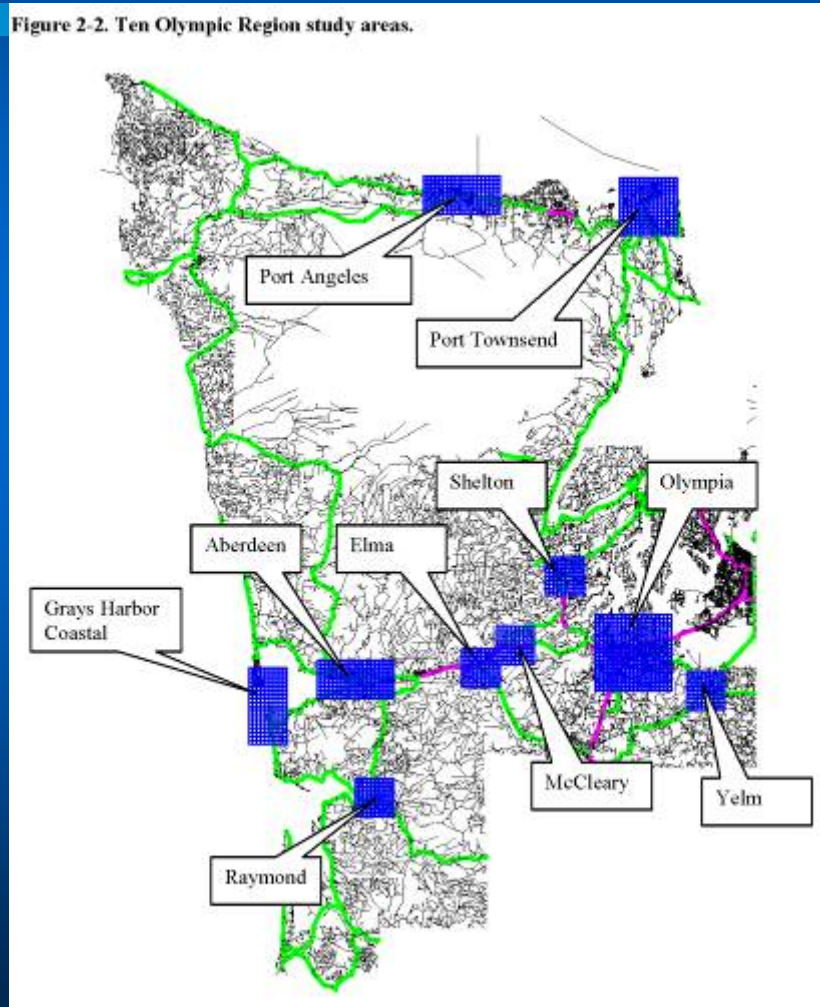 Figure 2-2. Ten Olympic Region study areas.
Port Angeles
Port Townsend
Shelton
Olympia
Aberdeen
Elma
Grays Harbor
Coastal
McCleary
Yelm
Raymond